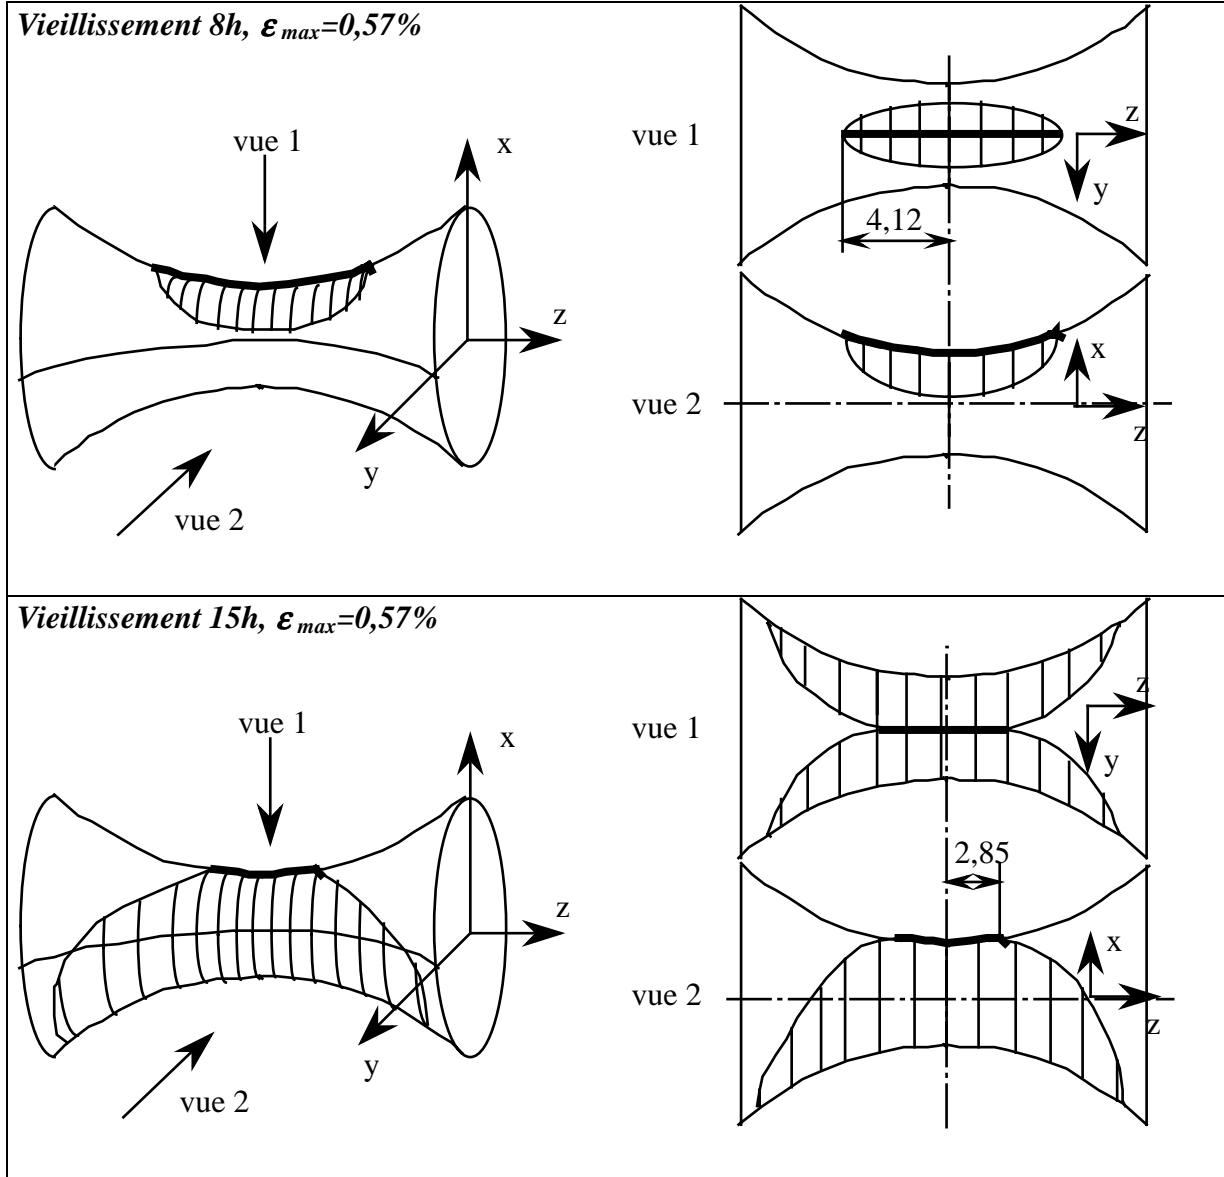 Vieillissement 8h, ε max=0,57%
vue 1
x
z
y
vue 2
vue 1
z
y
4,12
x
vue 2
z
Vieillissement 15h, ε max=0,57%
vue 1
x
z
y
vue 2
vue 1
z
y
2,85
x
vue 2
z